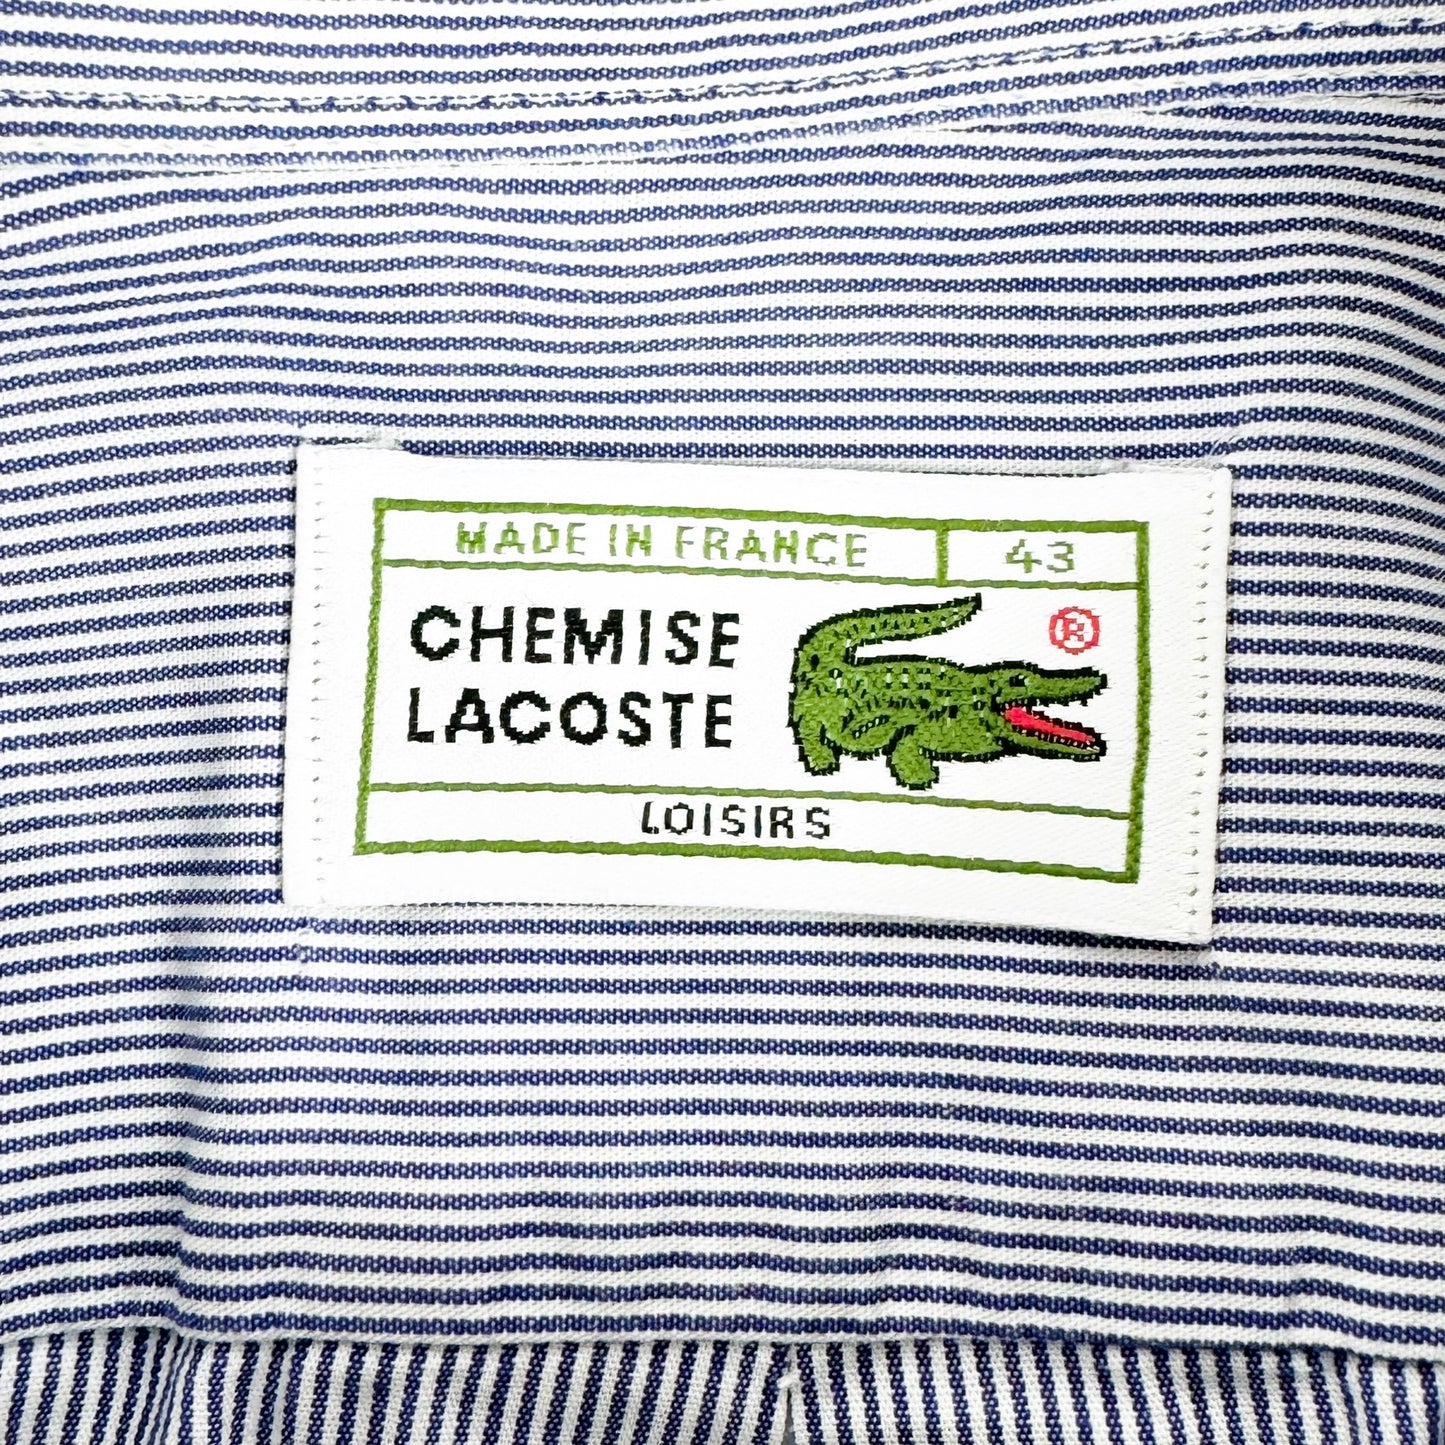 MADE IN FRANCE 43
CHEMISE
LACOSTE
®
LOISIRS